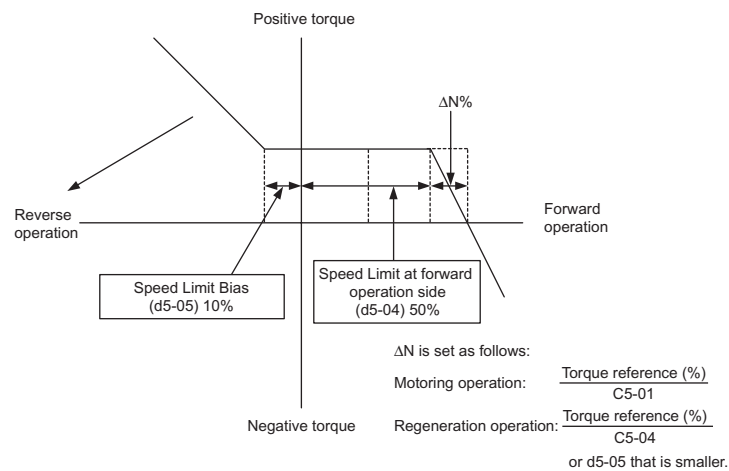 Positive torque
ΔN%
Reverse
operation
Forward
operation
Speed Limit Bias
(d5-05) 10%
Speed Limit at forward
operation side
(d5-04) 50%
ΔN is set as follows:
Motoring operation:
Torque reference (%)
C5-01
Negative torque
Regeneration operation:
Torque reference (%)
C5-04
or d5-05 that is smaller.